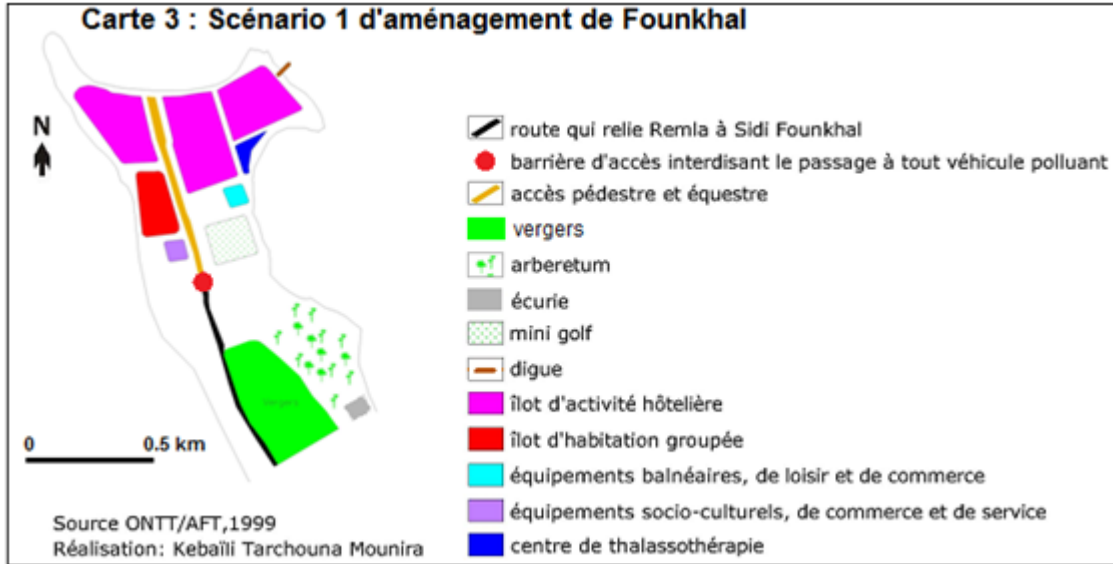 Carte 3 : Scénario 1 d'aménagement de Founkhal
N
route qui relie Remla à Sidi Founkhal
barrière d'accès interdisant le passage à tout véhicule polluant
accès pédestre et équestre
vergers
arberetum
écurie
mini golf
digue
îlot d'activité hôtelière
îlot d'habitation groupée
équipements balnéaires, de loisir et de commerce
équipements socio-culturels, de commerce et de service
centre de thalassothérapie
vergers
0 0.5 km
Source ONTT/AFT,1999
Réalisation: Kebaïli Tarchouna Mounira